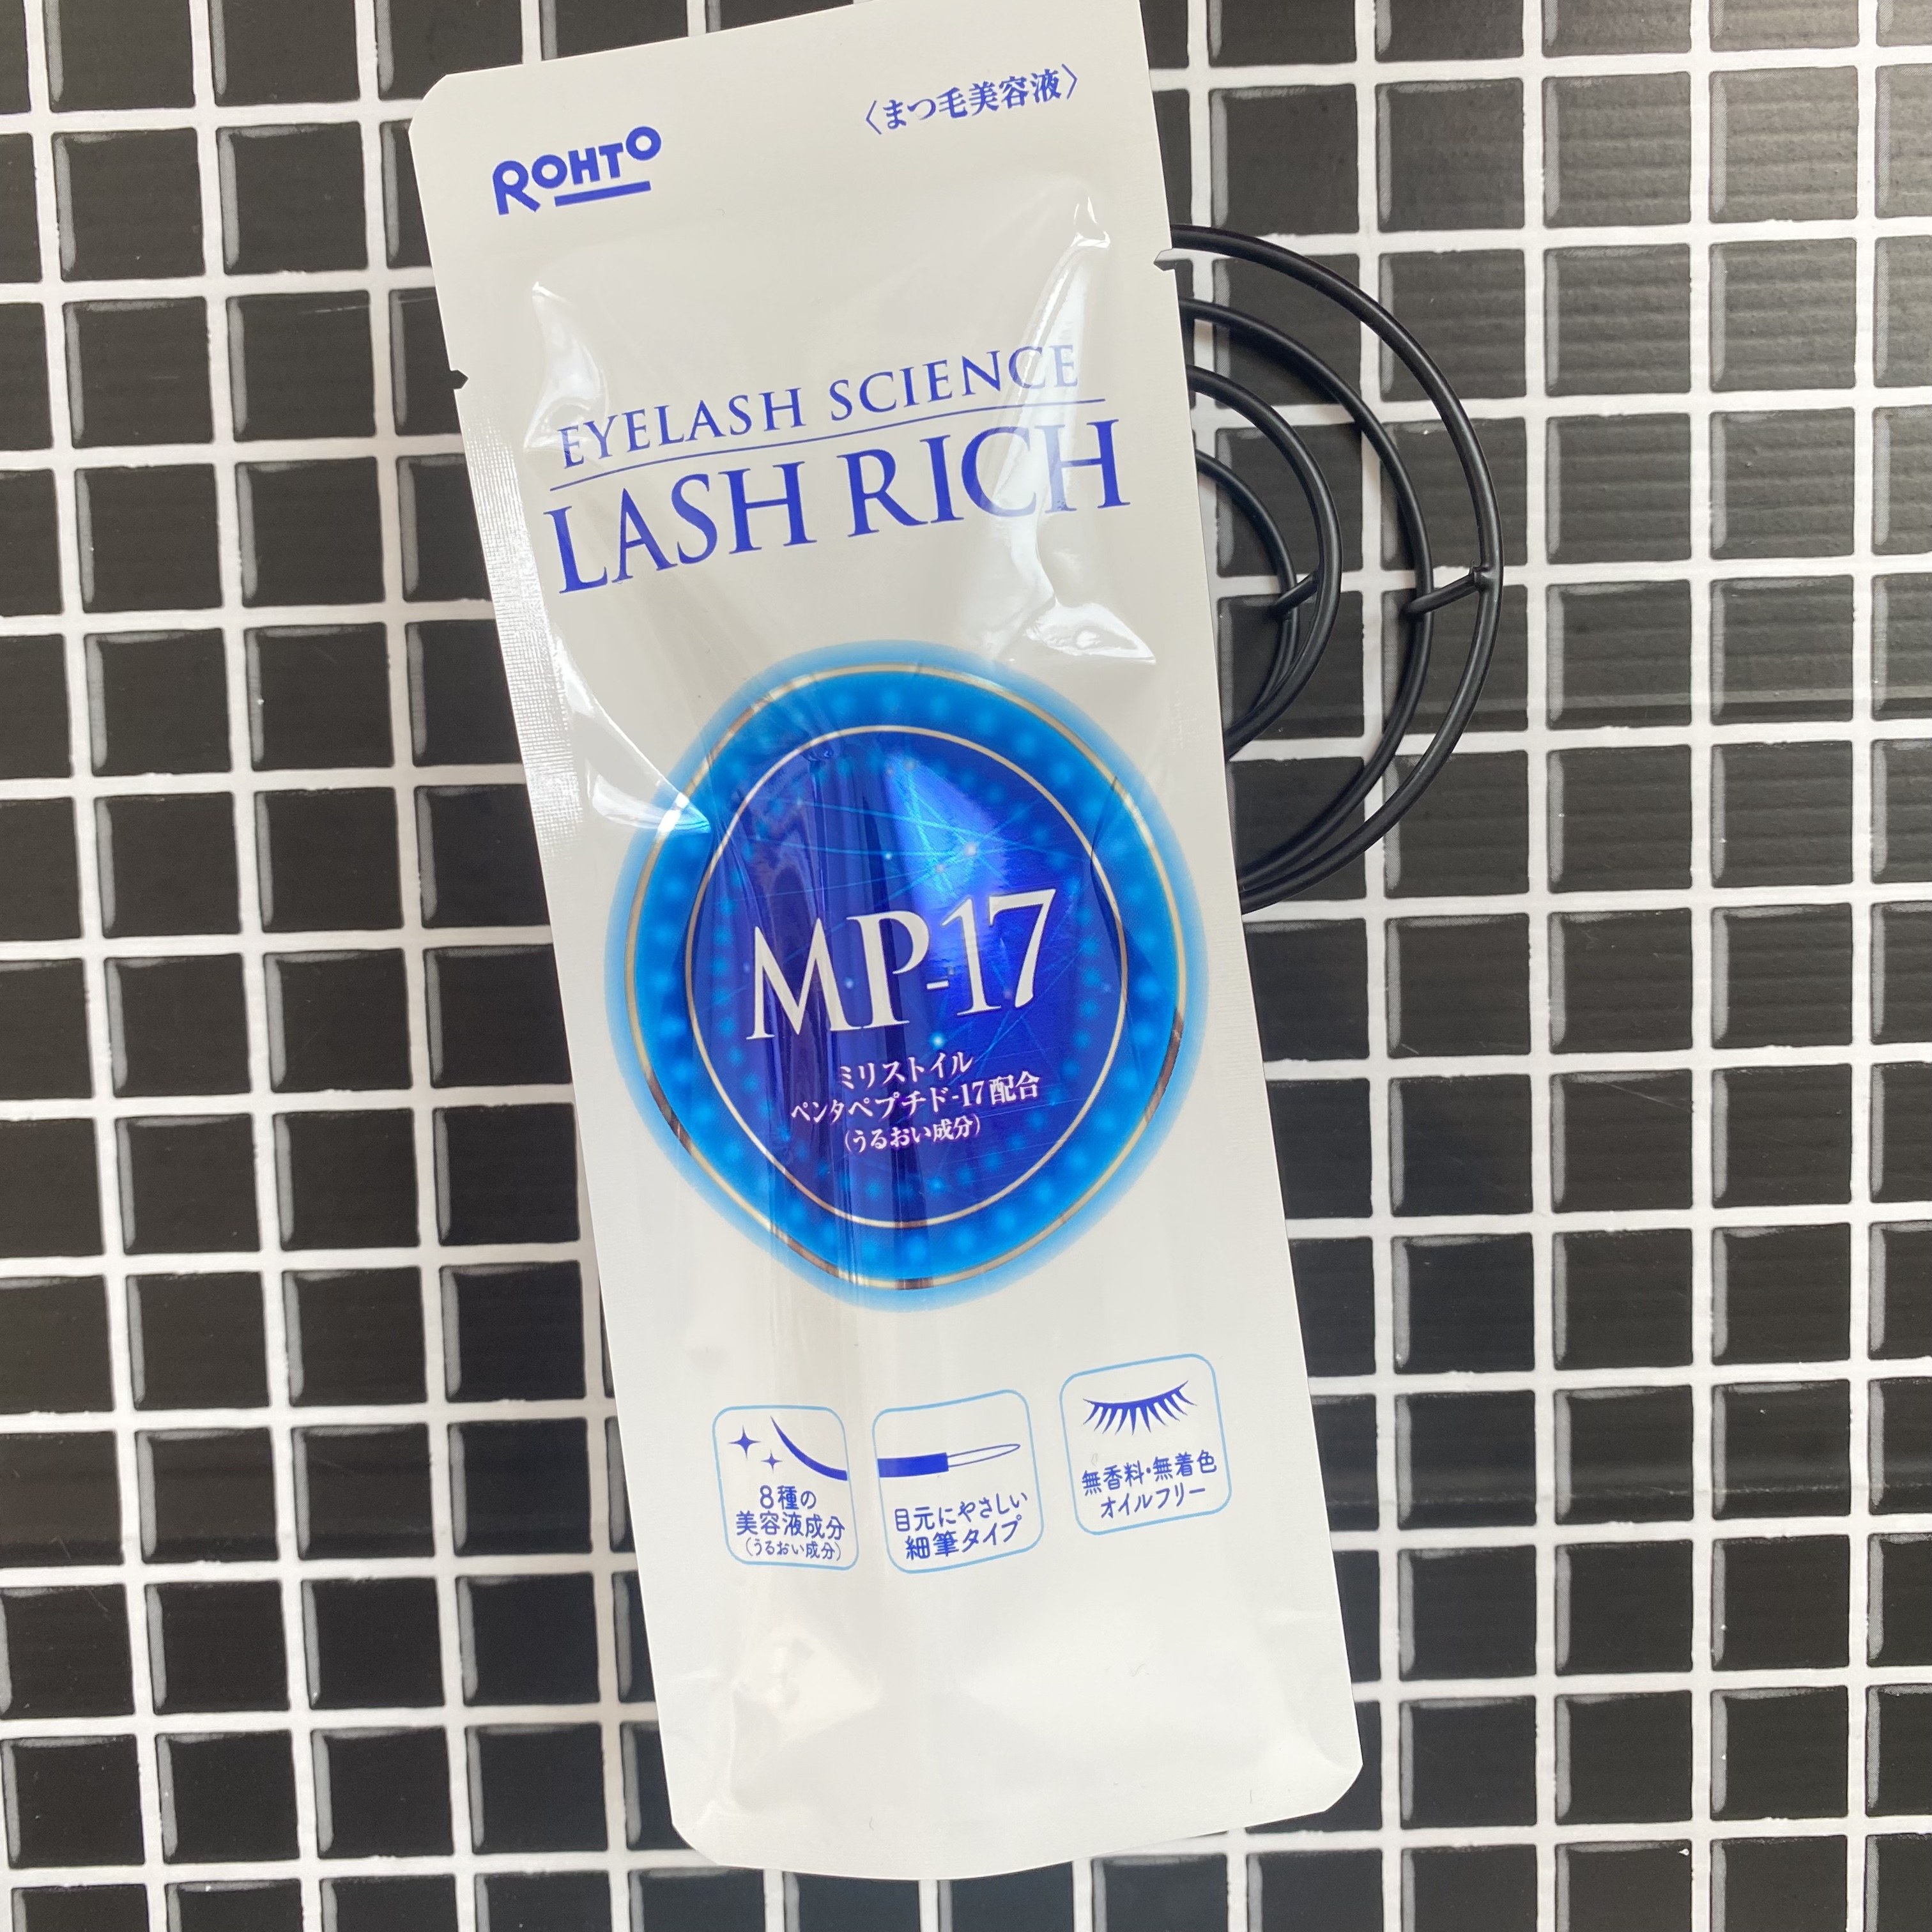 ROHTO
〈まつ毛美容液〉
EYELASH SCIENCE
LASH RICH
MP-17
ミリストイル
ペンタペプチド-17配合
(うるおい成分)
8種の
美容液成分
(うるおい成分)
目元にやさしい
細筆タイプ
無香料・無着色
オイルフリー